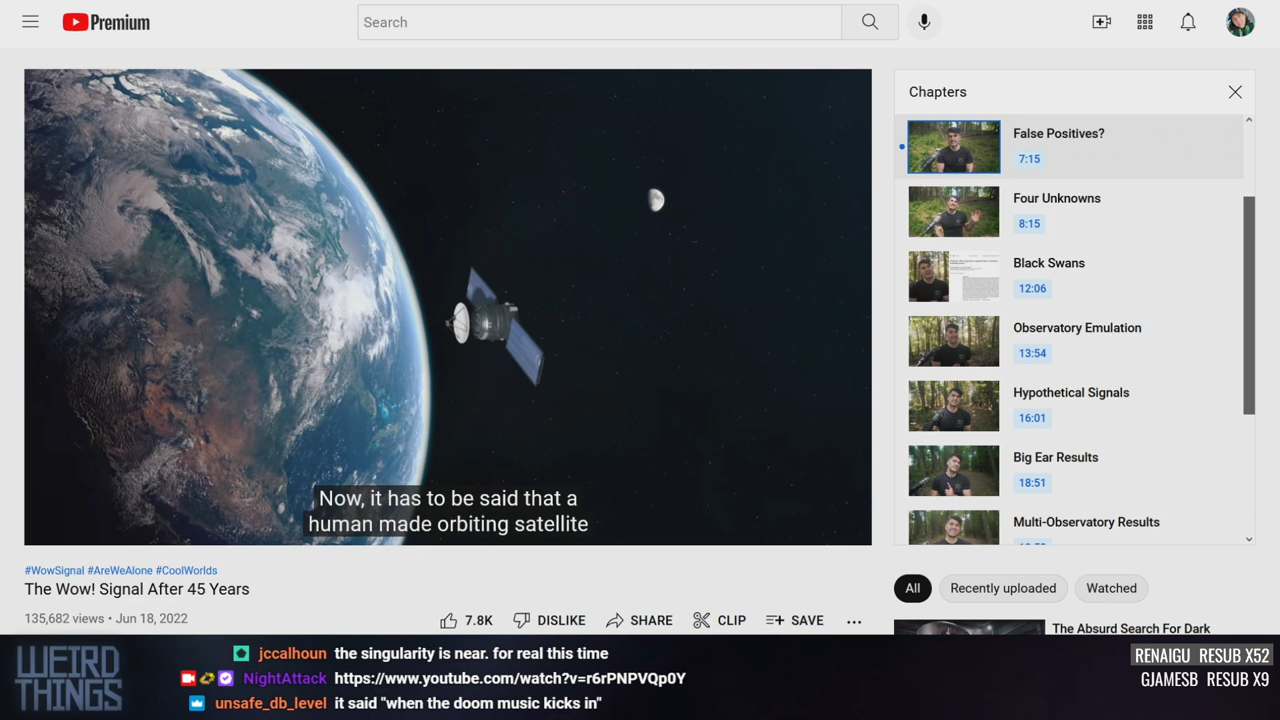 Premium
Search
Now, it has to be said that a
human made orbiting satellite
Chapters
False Positives?
7:15
Four Unknowns
8:15
Black Swans
12:06
Observatory Emulation
13:54
Hypothetical Signals
16:01
Big Ear Results
18:51
Multi-Observatory Results
#WowSignal #AreWeAlone #CoolWorlds
The Wow! Signal After 45 Years
135,682 views • Jun 18, 2022
7.8K DISLIKE SHARE CLIP SAVE
All Recently uploaded Watched
The Absurd Search For Dark
WEIRD
THINGS
jccalhoun the singularity is near. for real this time
NightAttack https://www.youtube.com/watch?v=r6rPNPVQp0Y
unsafe_db_level it said "when the doom music kicks in"
RENAIGU RESUB X52
GJAMESB RESUB X9